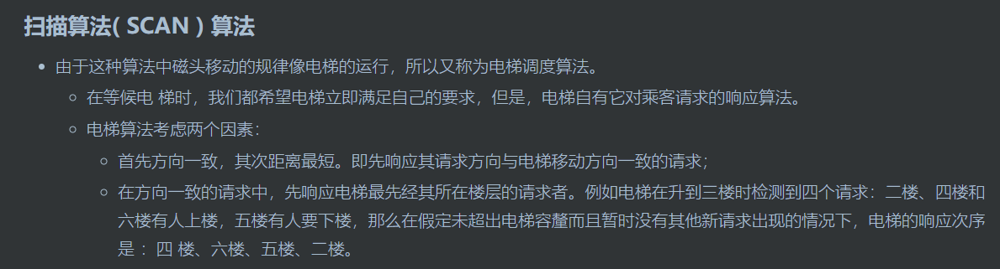 扫描算法( SCAN ) 算法
由于这种算法中磁头移动的规律像电梯的运行，所以又称为电梯调度算法。
在等候电 梯时，我们都希望电梯立即满足自己的要求，但是，电梯自有它对乘客请求的响应算法。
电梯算法考虑两个因素：
首先方向一致，其次距离最短。即先响应其请求方向与电梯移动方向一致的请求；
在方向一致的请求中，先响应电梯最先经其所在楼层的请求者。例如电梯在升到三楼时检测到四个请求：二楼、四楼和
六楼有人上楼，五楼有人要下楼，那么在假定未超出电梯容釐而且暂时没有其他新请求出现的情况下，电梯的响应次序
是 ：四 楼、六楼、五楼、二楼。